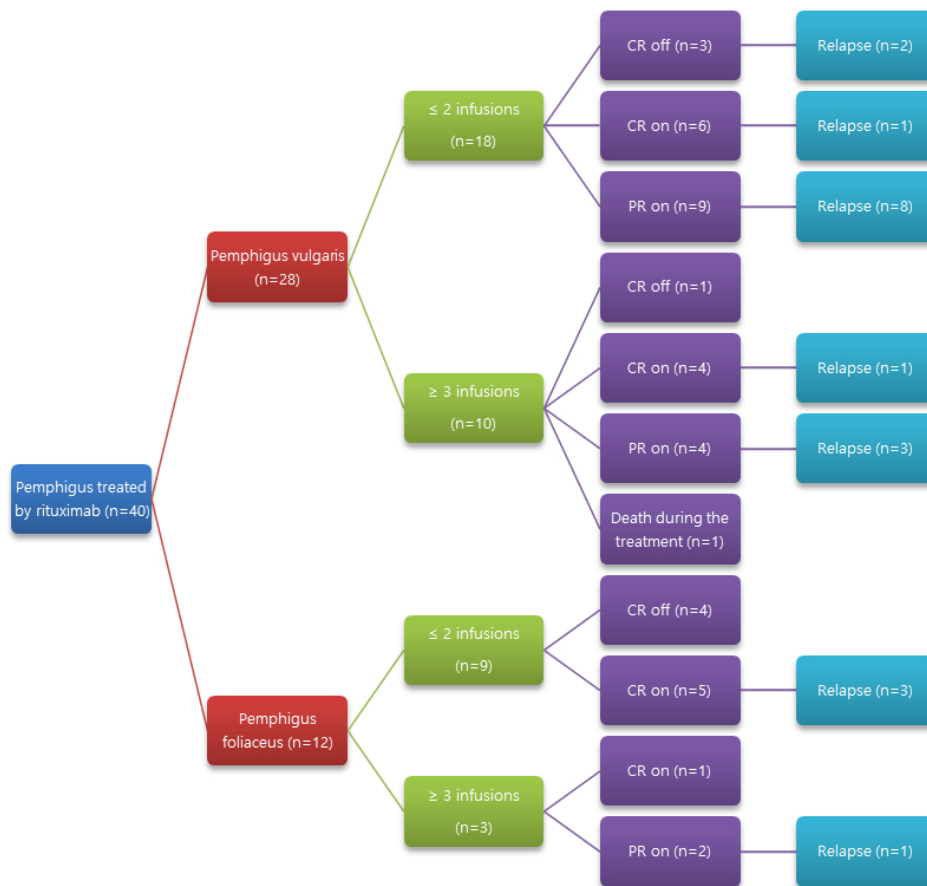 Pemphigus treated
by rituximab (n=40)
Pemphigus vulgaris
(n=28)
≤ 2 infusions
(n=18)
CR off (n=3)
Relapse (n=2)
CR on (n=6)
Relapse (n=1)
PR on (n=9)
Relapse (n=8)
≥ 3 infusions
(n=10)
CR off (n=1)
CR on (n=4)
Relapse (n=1)
PR on (n=4)
Relapse (n=3)
Death during the
treatment (n=1)
Pemphigus
foliaceus (n=12)
≤ 2 infusions
(n=9)
CR off (n=4)
CR on (n=5)
Relapse (n=3)
≥ 3 infusions
(n=3)
CR on (n=1)
PR on (n=2)
Relapse (n=1)